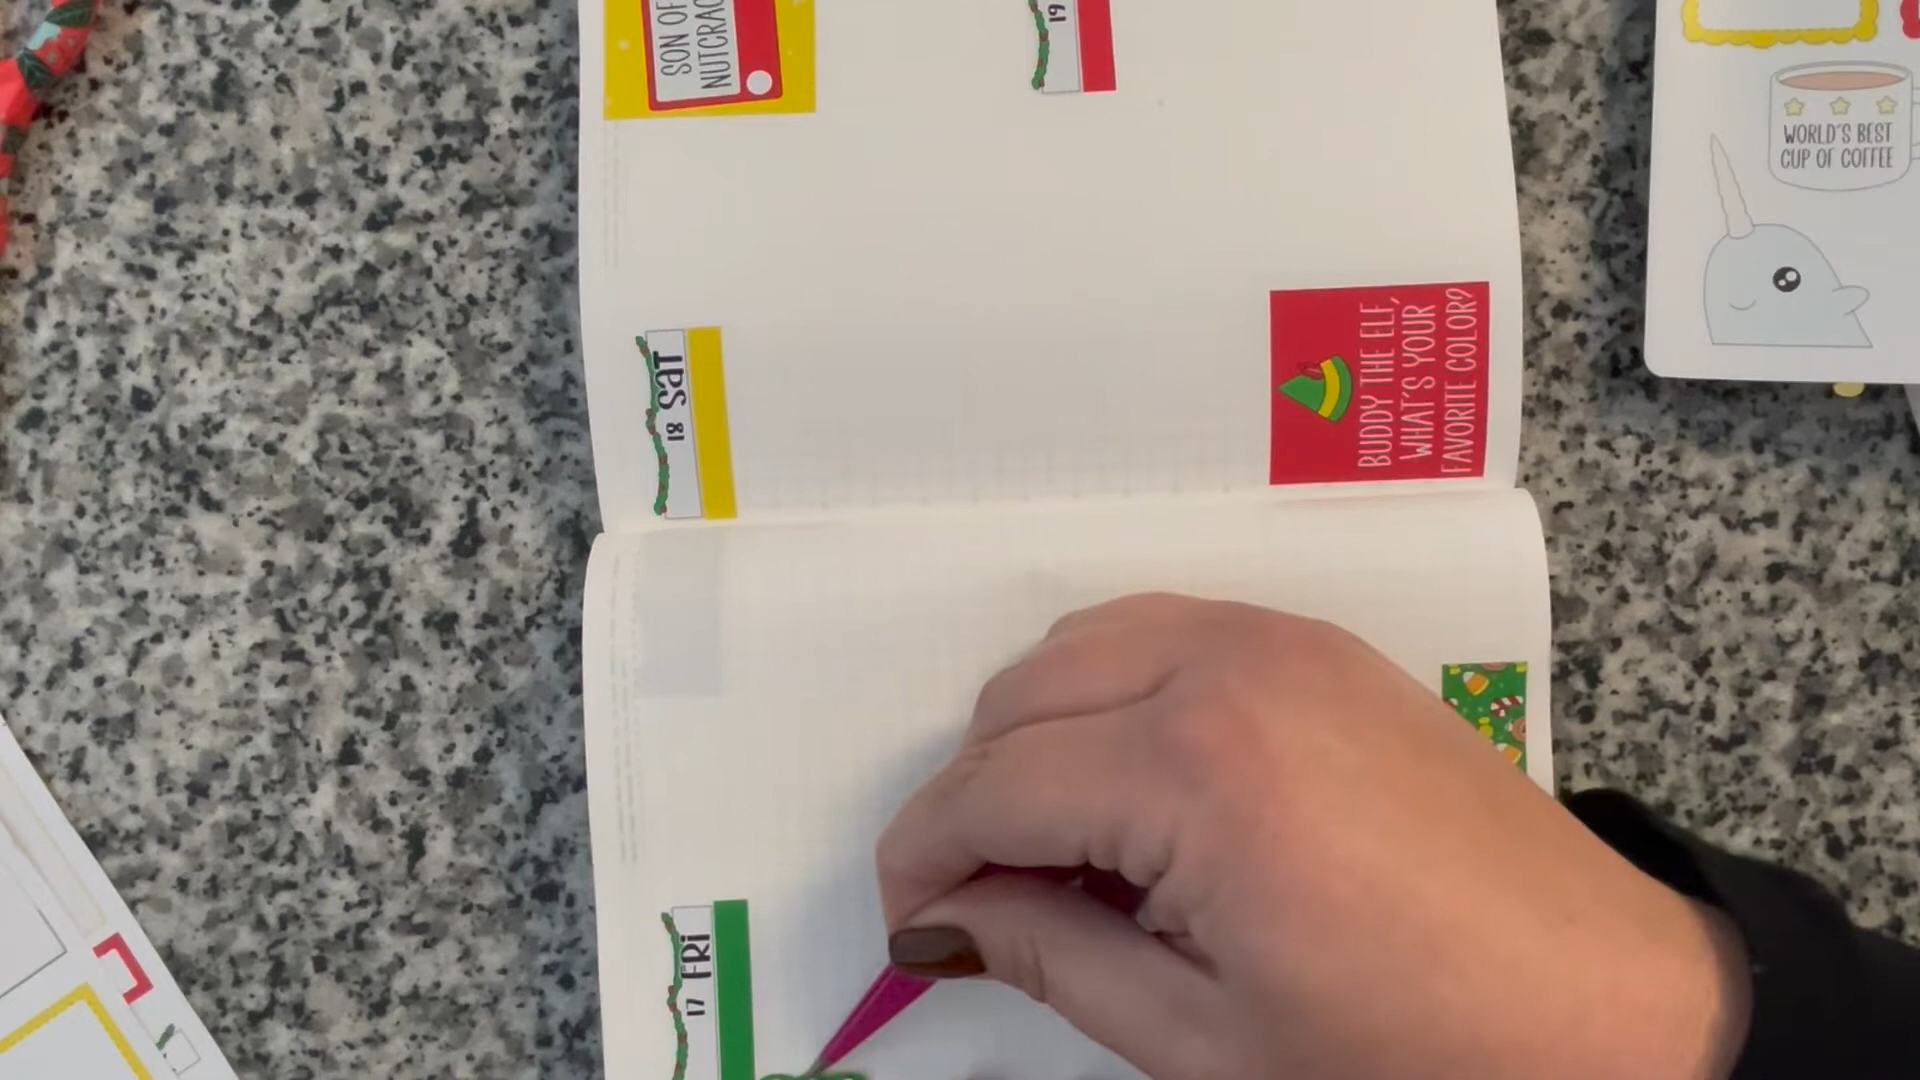 SON OF
19
WORLD'S BEST
CUP OF COFFEE
18 SAT
BUDDY THE ELF,
WHAT'S YOUR
FAVORITE COLOR?
17 FRI